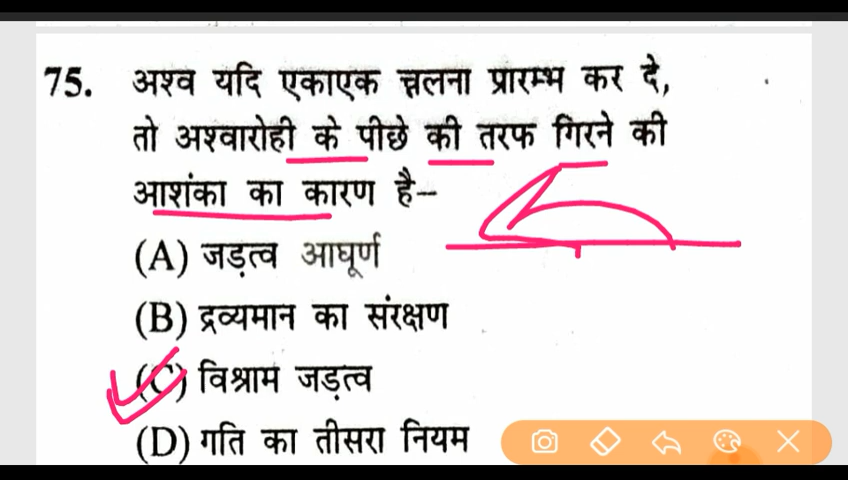 75. अश्व यदि एकाएक चलना प्रारम्भ कर दे,
तो अश्वारोही के पीछे की तरफ गिरने की
आशंका का कारण है–
(A) जड़त्व आघूर्ण
(B) द्रव्यमान का संरक्षण
(C) विश्राम जड़त्व
(D) गति का तीसरा नियम